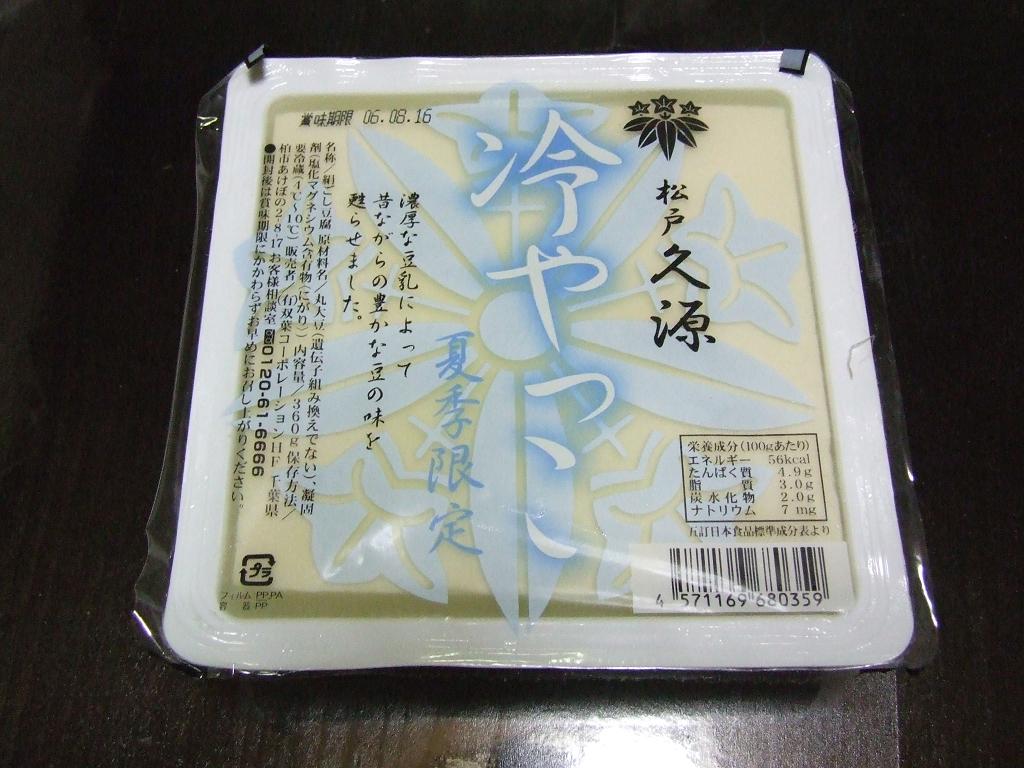 賞味期限 06.08.16
松戸
久源
冷やっこ
夏季限定
濃厚な豆乳によって
昔ながらの豊かな豆の味を
甦らせました。
名称/絹ごし豆腐 原材料名/丸大豆(遺伝子組み換えでない)、凝固
剤(塩化マグネシウム含有物(にがり)) 内容量/360g 保存方法/
要冷蔵(4℃~10℃) 販売者/(有)双葉コーポレーションHF 千葉県
柏市あけぼの2-8-17 お客様相談室 0120-61-6666
●開封後は賞味期限にかかわらずお早めにお召し上がりください。
栄養成分(100gあたり)
エネルギー 56kcal
たんぱく質 4.9g
脂質 3.0g
炭水化物 2.0g
ナトリウム 7mg
五訂日本食品標準成分表より
4 571169 680359
プラ
フィルム PP,PA
容器 PP